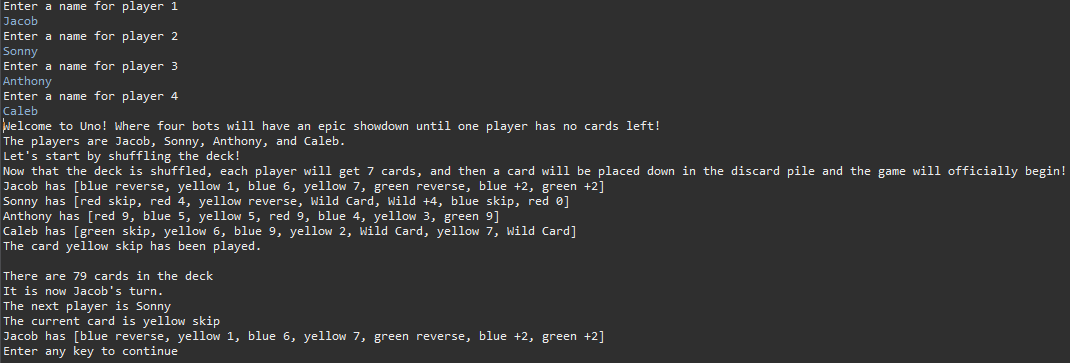 Enter a name for player 1
Jacob
Enter a name for player 2
Sonny
Enter a name for player 3
Anthony
Enter a name for player 4
Caleb
Welcome to Uno! Where four bots will have an epic showdown until one player has no cards left!
The players are Jacob, Sonny, Anthony, and Caleb.
Let's start by shuffling the deck!
Now that the deck is shuffled, each player will get 7 cards, and then a card will be placed down in the discard pile and the game will officially begin!
Jacob has [blue reverse, yellow 1, blue 6, yellow 7, green reverse, blue +2, green +2]
Sonny has [red skip, red 4, yellow reverse, Wild Card, Wild +4, blue skip, red 0]
Anthony has [red 9, blue 5, yellow 5, red 9, blue 4, yellow 3, green 9]
Caleb has [green skip, yellow 6, blue 9, yellow 2, Wild Card, yellow 7, Wild Card]
The card yellow skip has been played.
There are 79 cards in the deck
It is now Jacob's turn.
The next player is Sonny
The current card is yellow skip
Jacob has [blue reverse, yellow 1, blue 6, yellow 7, green reverse, blue +2, green +2]
Enter any key to continue